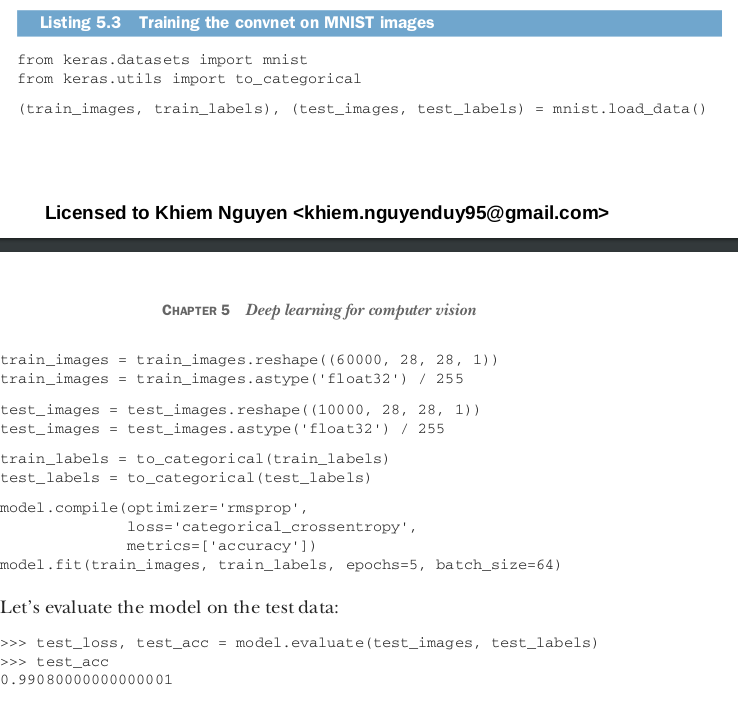 Listing 5.3 Training the convnet on MNIST images
from keras.datasets import mnist
from keras.utils import to_categorical
(train_images, train_labels), (test_images, test_labels) = mnist.load_data()
Licensed to Khiem Nguyen <khiem.nguyenduy95@gmail.com>
CHAPTER 5 Deep learning for computer vision
train_images = train_images.reshape((60000, 28, 28, 1))
train_images = train_images.astype('float32') / 255
test_images = test_images.reshape((10000, 28, 28, 1))
test_images = test_images.astype('float32') / 255
train_labels = to_categorical(train_labels)
test_labels = to_categorical(test_labels)
model.compile(optimizer='rmsprop',
loss='categorical_crossentropy',
metrics=['accuracy'])
model.fit(train_images, train_labels, epochs=5, batch_size=64)
Let's evaluate the model on the test data:
>>> test_loss, test_acc = model.evaluate(test_images, test_labels)
>>> test_acc
0.99080000000000001